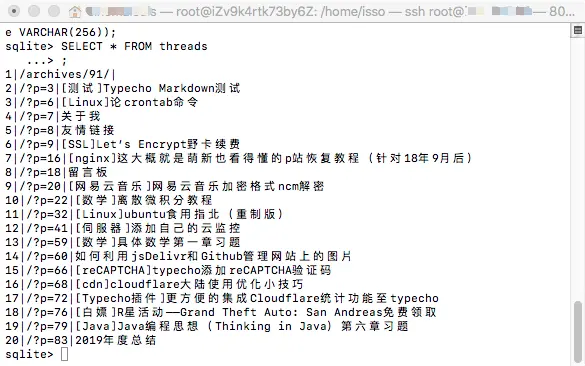 — root@iZv9k4rtk73by6Z: /home/isso — ssh root@ — 80...
e VARCHAR(256));
sqlite> SELECT * FROM threads
   ...> ;
1|/archives/91/|
2|/?p=3|[测试]Typecho Markdown测试
3|/?p=6|[Linux]论crontab命令
4|/?p=7|关于我
5|/?p=8|友情链接
6|/?p=9|[SSL]Let's Encrypt野卡续费
7|/?p=16|[nginx]这大概就是萌新也看得懂的p站恢复教程（针对18年9月后）
8|/?p=18|留言板
9|/?p=20|[网易云音乐]网易云音乐加密格式ncm解密
10|/?p=22|[数学]离散微积分教程
11|/?p=32|[Linux]ubuntu食用指北（重制版）
12|/?p=41|[伺服器]添加自己的云监控
13|/?p=59|[数学]具体数学第一章习题
14|/?p=60|如何利用jsDelivr和Github管理网站上的图片
15|/?p=66|[reCAPTCHA]typecho添加reCAPTCHA验证码
16|/?p=68|[cdn]cloudflare大陆使用优化小技巧
17|/?p=72|[Typecho插件]更方便的集成Cloudflare统计功能至typecho
18|/?p=76|[白嫖]R星活动——Grand Theft Auto: San Andreas免费领取
19|/?p=79|[Java]Java编程思想（Thinking in Java）第六章习题
20|/?p=83|2019年度总结
sqlite>